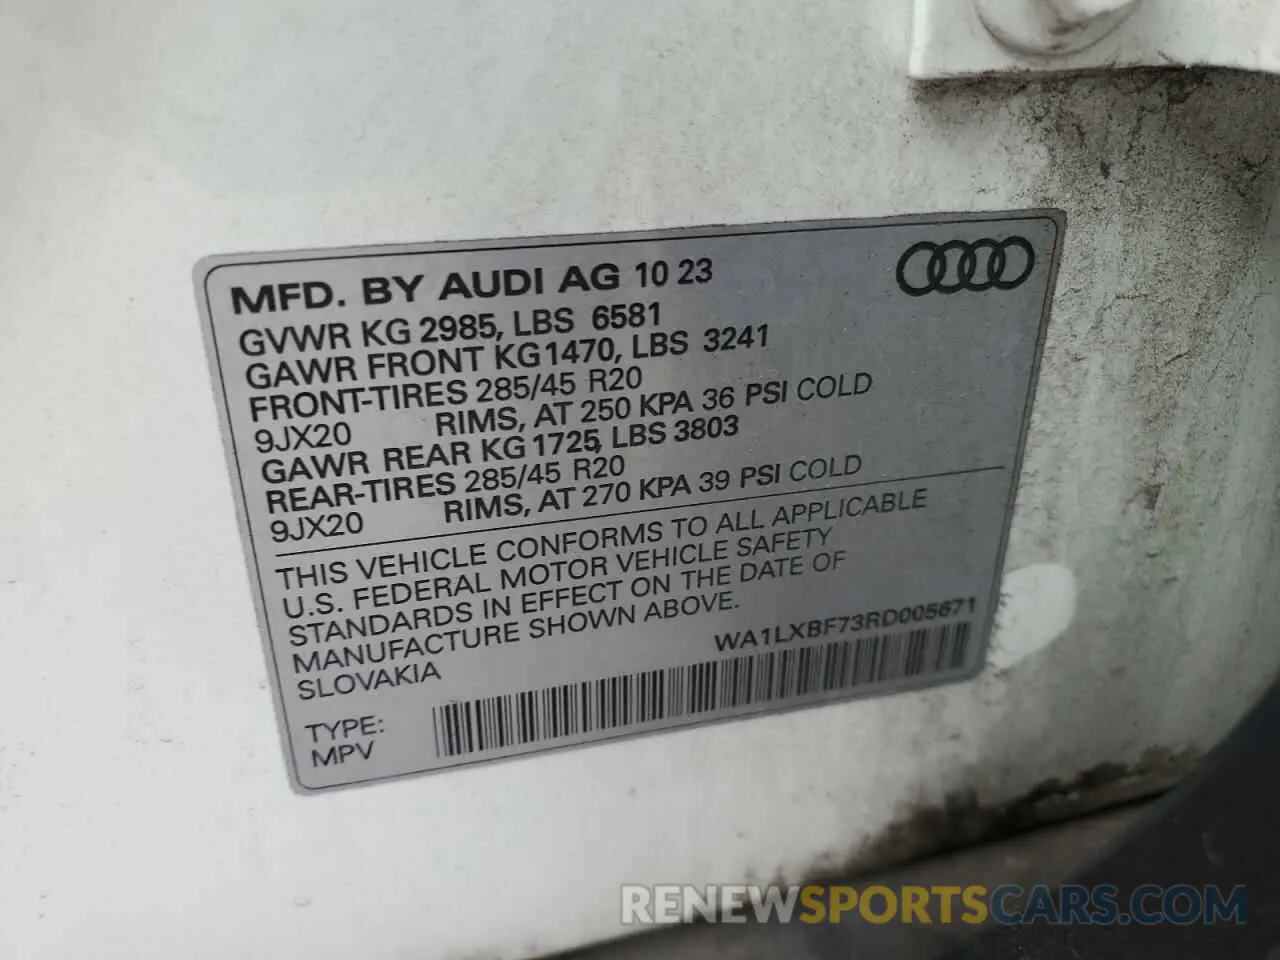 MFD. BY AUDI AG 10 23
GVWR KG 2985, LBS 6581
GAWR FRONT KG1470, LBS 3241
FRONT-TIRES 285/45 R20
9JX20 RIMS, AT 250 KPA 36 PSI COLD
GAWR REAR KG 1725, LBS 3803
REAR-TIRES 285/45 R20
9JX20 RIMS, AT 270 KPA 39 PSI COLD
THIS VEHICLE CONFORMS TO ALL APPLICABLE
U.S. FEDERAL MOTOR VEHICLE SAFETY
STANDARDS IN EFFECT ON THE DATE OF
MANUFACTURE SHOWN ABOVE.
SLOVAKIA
WA1LXBF73RD005671
TYPE:
MPV
RENEWSPORTSCARS.COM